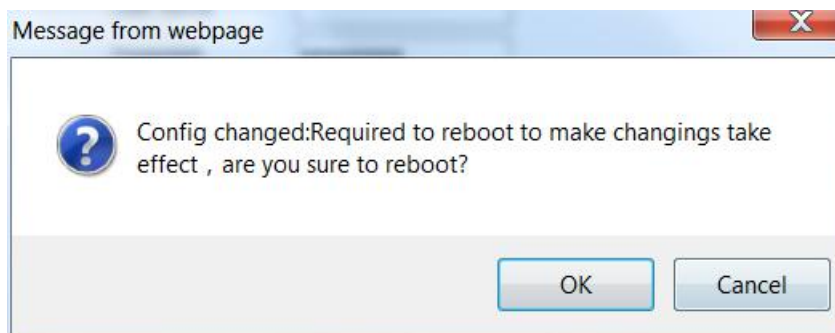 Message from webpage
X
Config changed:Required to reboot to make changings take
effect , are you sure to reboot?
OK
Cancel